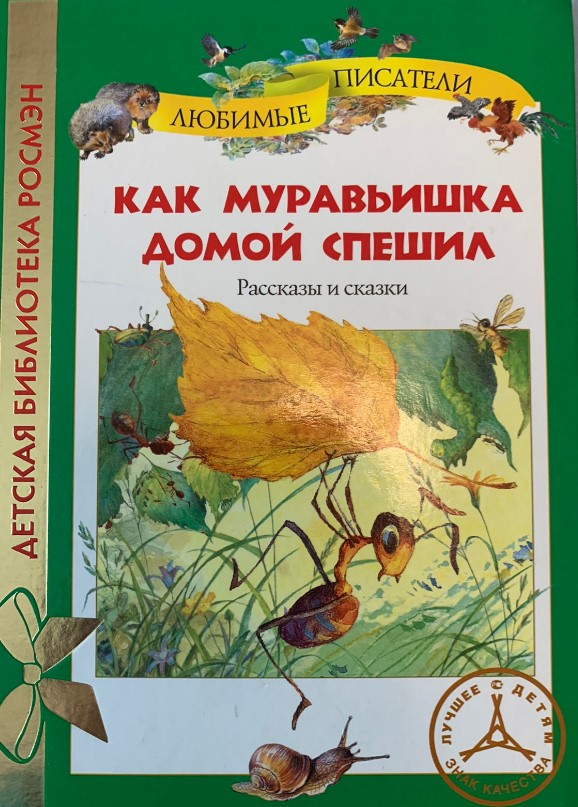 ЛЮБИМЫЕ ПИСАТЕЛИ
КАК МУРАВЬИШКА
ДОМОЙ СПЕШИЛ
Рассказы и сказки
ДЕТСКАЯ БИБЛИОТЕКА РОСМЭН
ЛУЧШЕЕ ДЕТЯМ
ЗНАК КАЧЕСТВА